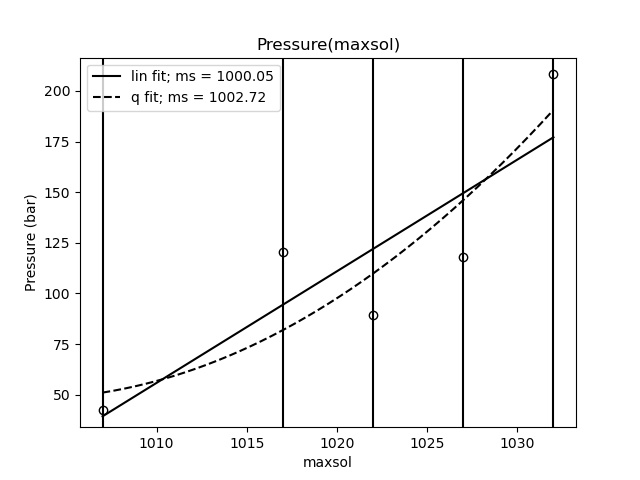 Pressure(maxsol)
lin fit; ms = 1000.05
q fit; ms = 1002.72
200
175
150
125
100
75
50
Pressure (bar)
1010 1015 1020 1025 1030
maxsol